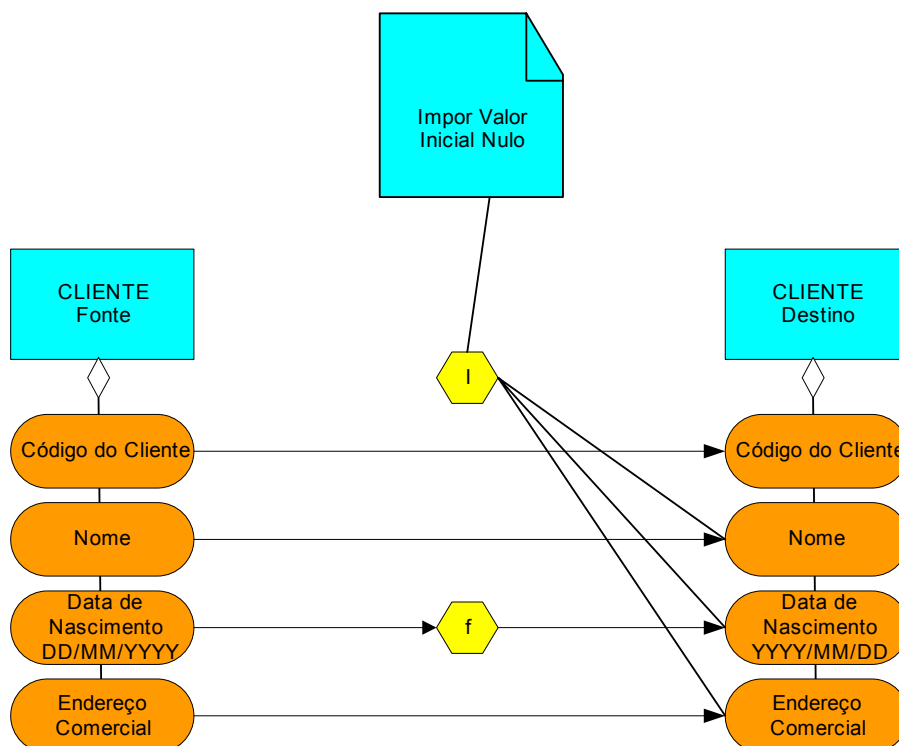 Impor Valor
Inicial Nulo
CLIENTE
Fonte
CLIENTE
Destino
I
Código do Cliente
Código do Cliente
Nome
Nome
Data de
Nascimento
DD/MM/YYYY
f
Data de
Nascimento
YYYY/MM/DD
Endereço
Comercial
Endereço
Comercial